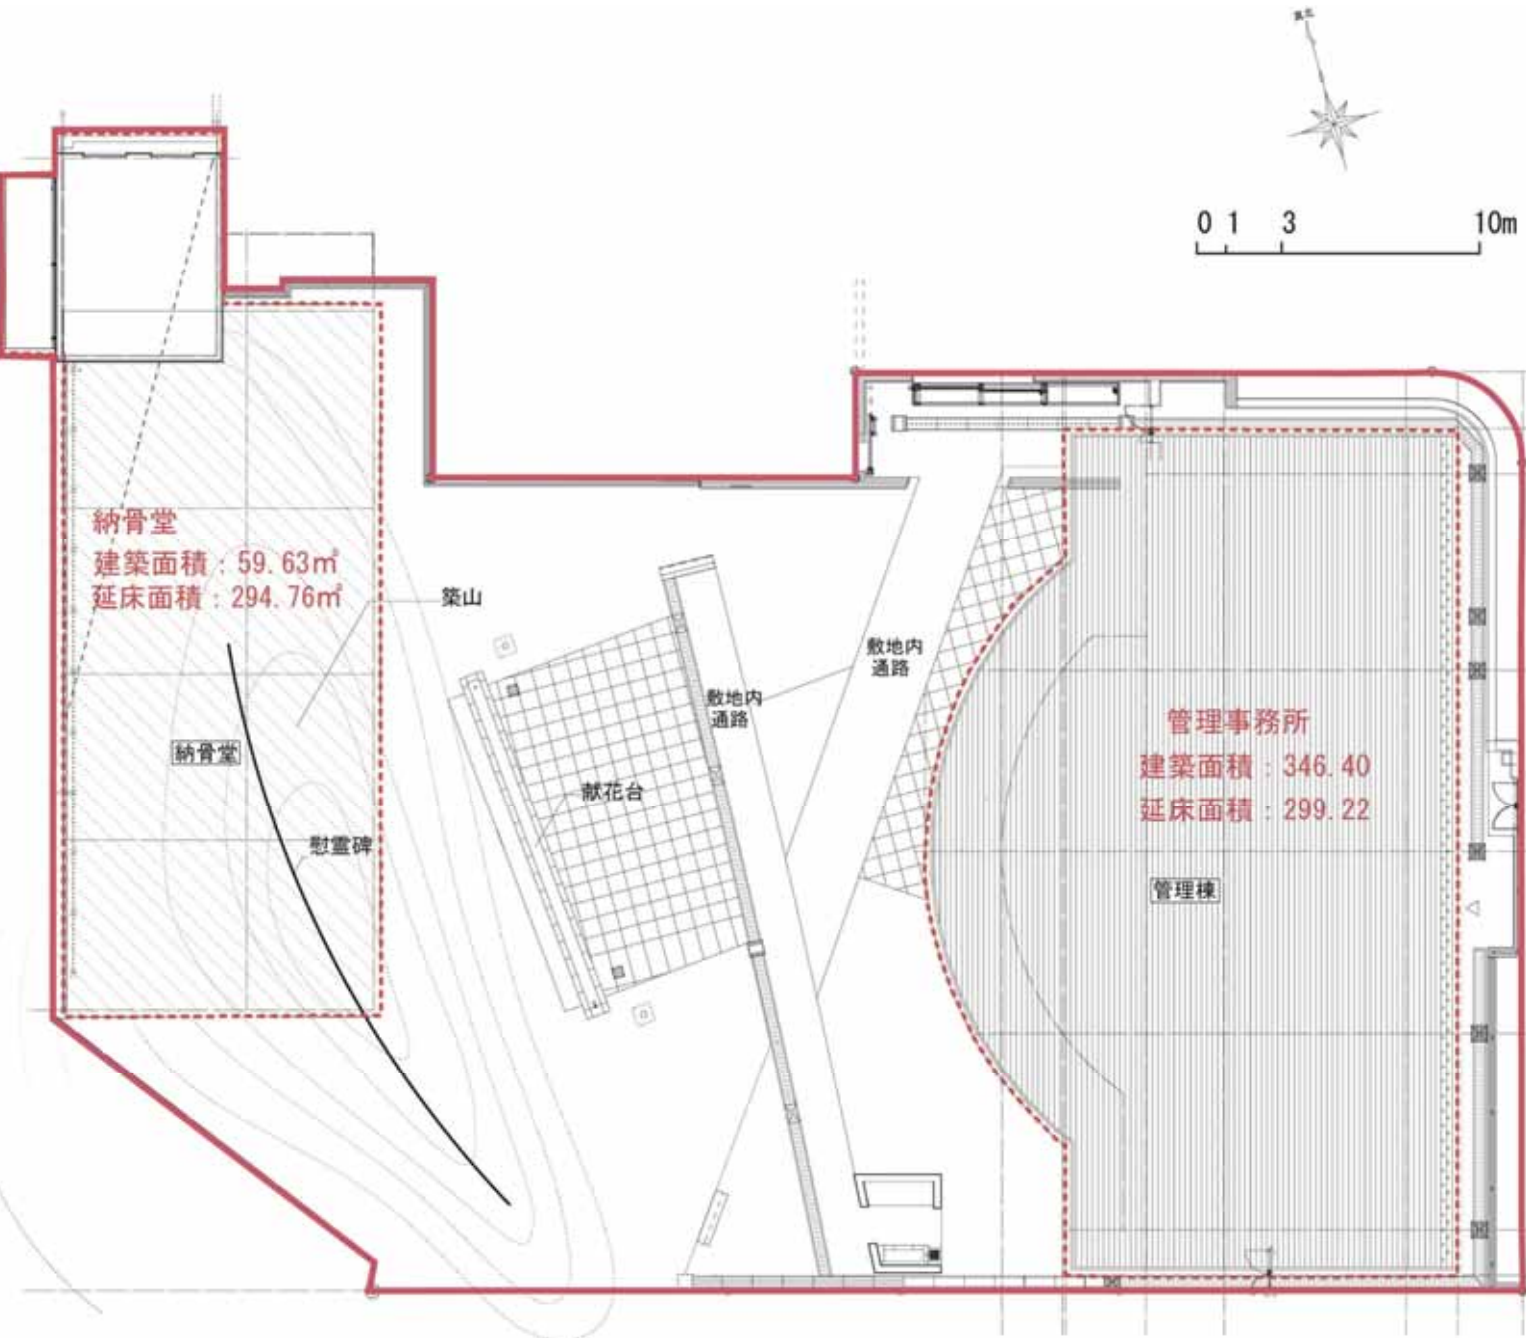 真北
0 1 3 10m
納骨堂
建築面積：59.63㎡
延床面積：294.76㎡
築山
敷地内
通路
敷地内
通路
管理事務所
建築面積：346.40
延床面積：299.22
納骨堂
献花台
慰霊碑
管理棟